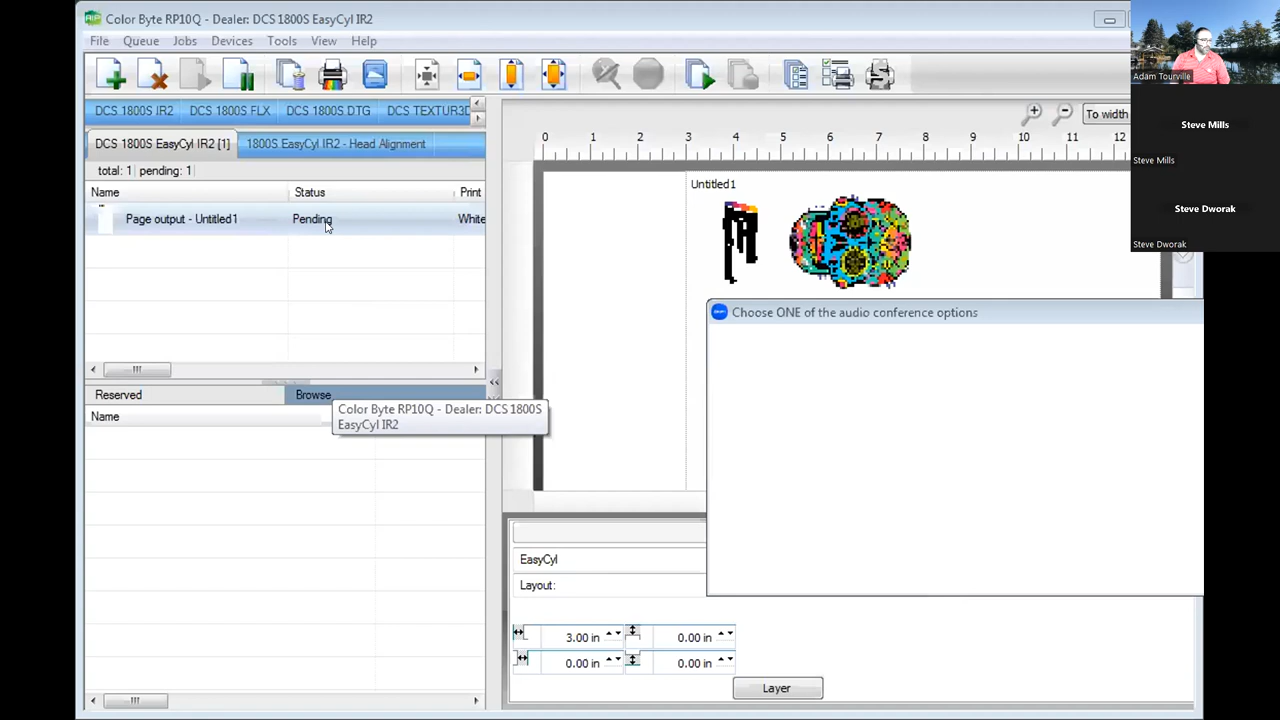 Color Byte RP10Q - Dealer: DCS 1800S EasyCyl IR2
File Queue Jobs Devices Tools View Help
DCS 1800S IR2 DCS 1800S FLX DCS 1800S DTG DCS TEXTUR3D
DCS 1800S EasyCyl IR2 [1] 1800S EasyCyl IR2 - Head Alignment
total: 1 pending: 1
Name Status Print
Page output - Untitled1 Pending White
Reserved Browse
Name
Color Byte RP10Q - Dealer: DCS 1800S
EasyCyl IR2
To width
0 1 2 3 4 5 6 7 8 9 10 11 12
Untitled1
Choose ONE of the audio conference options
EasyCyl
Layout:
3.00 in 0.00 in
0.00 in 0.00 in
Layer
Adam Tourville
Steve Mills
Steve Mills
Steve Dworak
Steve Dworak